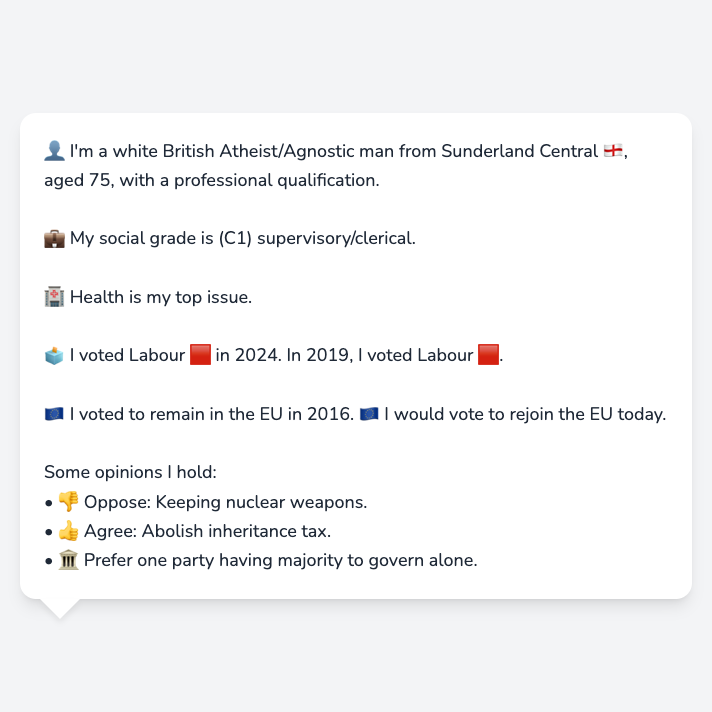 👤 I'm a white British Atheist/Agnostic man from Sunderland Central 🏴󠁧󠁢󠁥󠁮󠁧󠁿,
aged 75, with a professional qualification.
💼 My social grade is (C1) supervisory/clerical.
🏥 Health is my top issue.
🗳️ I voted Labour 🟥 in 2024. In 2019, I voted Labour 🟥.
🇪🇺 I voted to remain in the EU in 2016. 🇪🇺 I would vote to rejoin the EU today.
Some opinions I hold:
• 👎 Oppose: Keeping nuclear weapons.
• 👍 Agree: Abolish inheritance tax.
• 🏛️ Prefer one party having majority to govern alone.